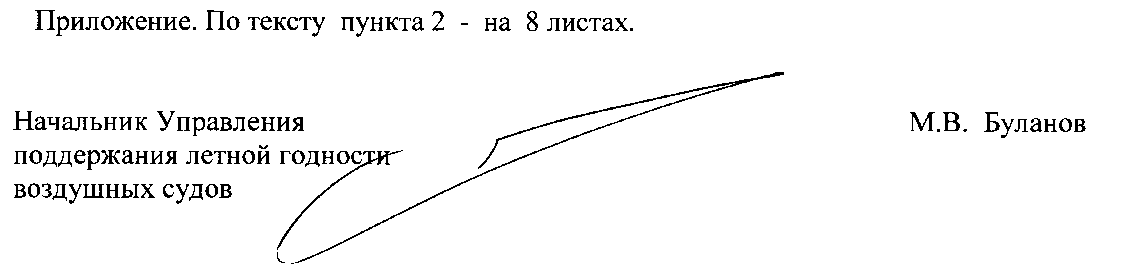 Приложение. По тексту пункта 2 - на 8 листах.
Начальник Управления
поддержания летной годности
воздушных судов
М.В. Буланов